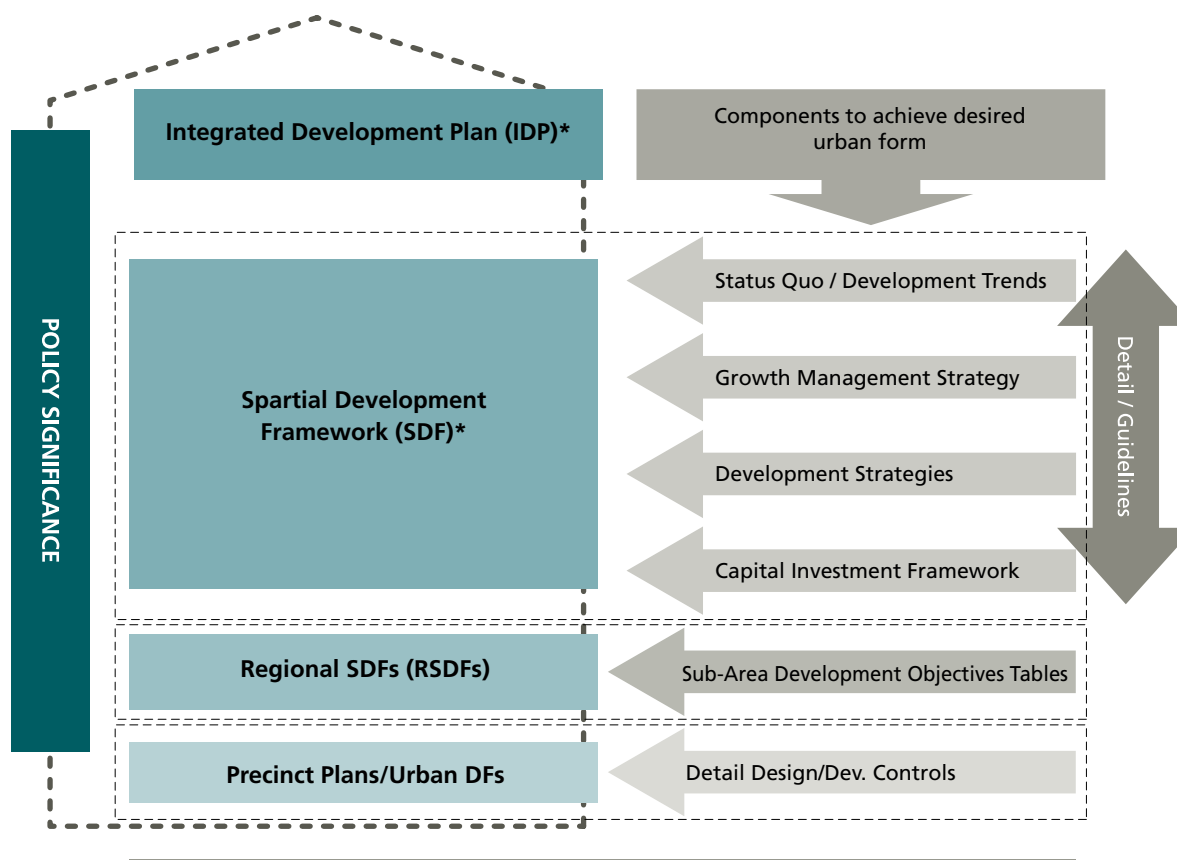 Integrated Development Plan (IDP)*
Components to achieve desired
urban form
POLICY SIGNIFICANCE
Spartial Development
Framework (SDF)*
Status Quo / Development Trends
Growth Management Strategy
Development Strategies
Capital Investment Framework
Detail / Guidelines
Regional SDFs (RSDFs)
Sub-Area Development Objectives Tables
Precinct Plans/Urban DFs
Detail Design/Dev. Controls